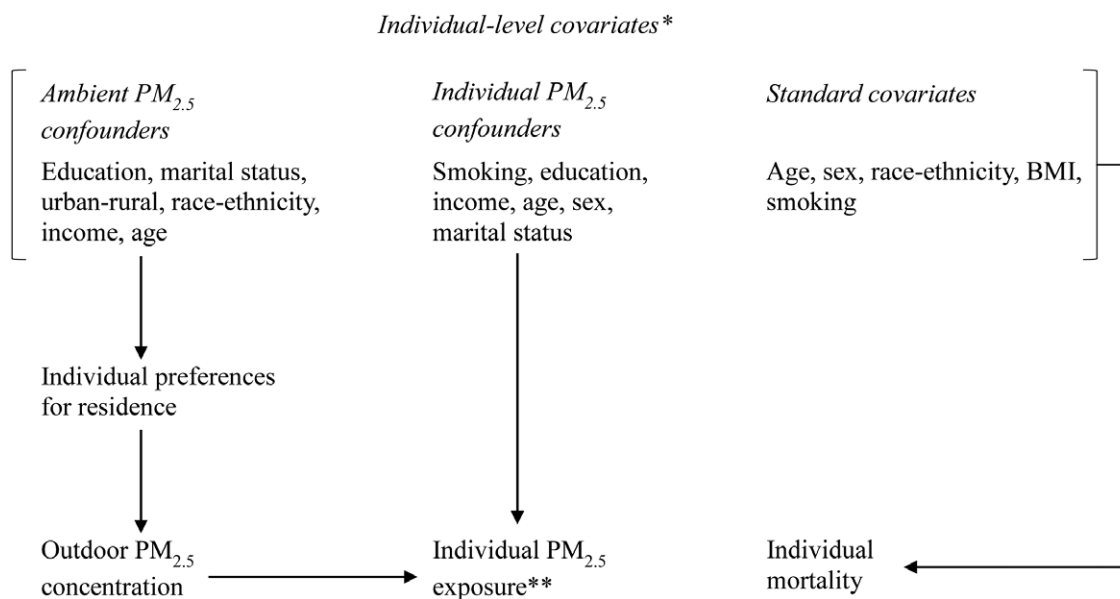 Individual-level covariates*
Ambient PM2.5
confounders
Education, marital status,
urban-rural, race-ethnicity,
income, age
Individual PM2.5
confounders
Smoking, education,
income, age, sex,
marital status
Standard covariates
Age, sex, race-ethnicity, BMI,
smoking
Individual preferences
for residence
Outdoor PM2.5
concentration
Individual PM2.5
exposure**
Individual
mortality